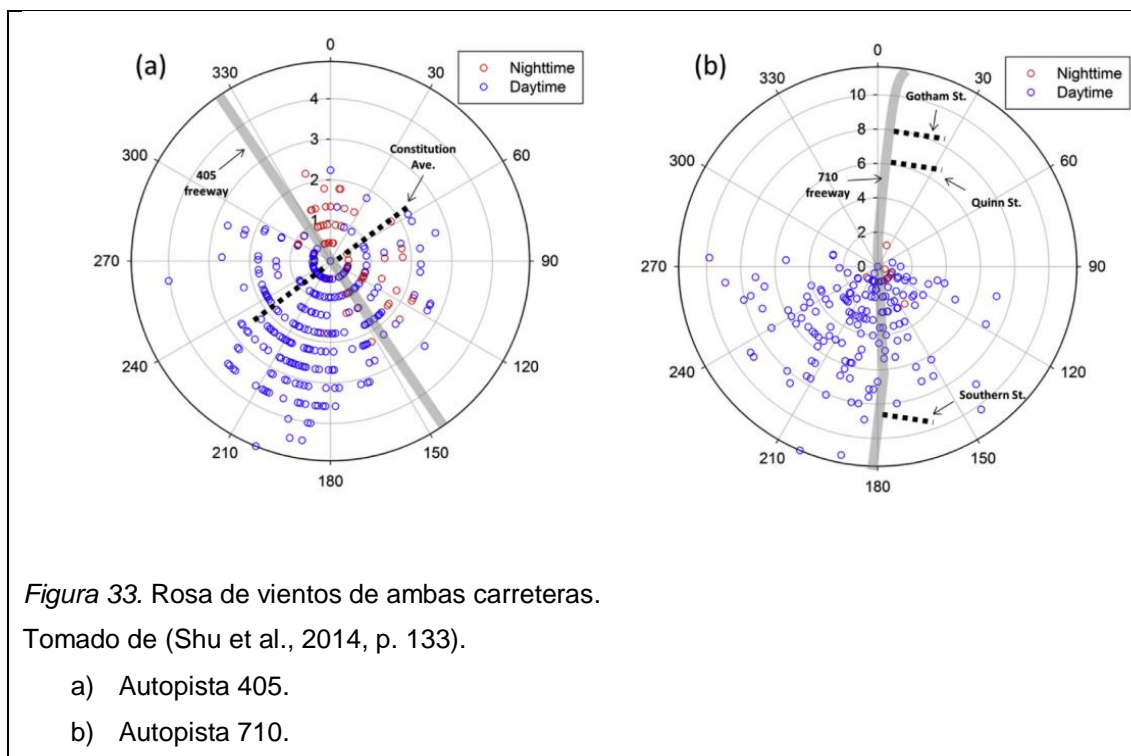 (a)
0
30
60
90
120
150
180
210
240
270
300
330
4
3
2
1
Nighttime
Daytime
405
freeway
Constitution
Ave.
(b)
0
30
60
90
120
150
180
210
240
270
300
330
10
8
6
4
2
0
Nighttime
Daytime
Gotham St.
710
freeway
Quinn St.
Southern St.
Figura 33. Rosa de vientos de ambas carreteras.
Tomado de (Shu et al., 2014, p. 133).
a) Autopista 405.
b) Autopista 710.